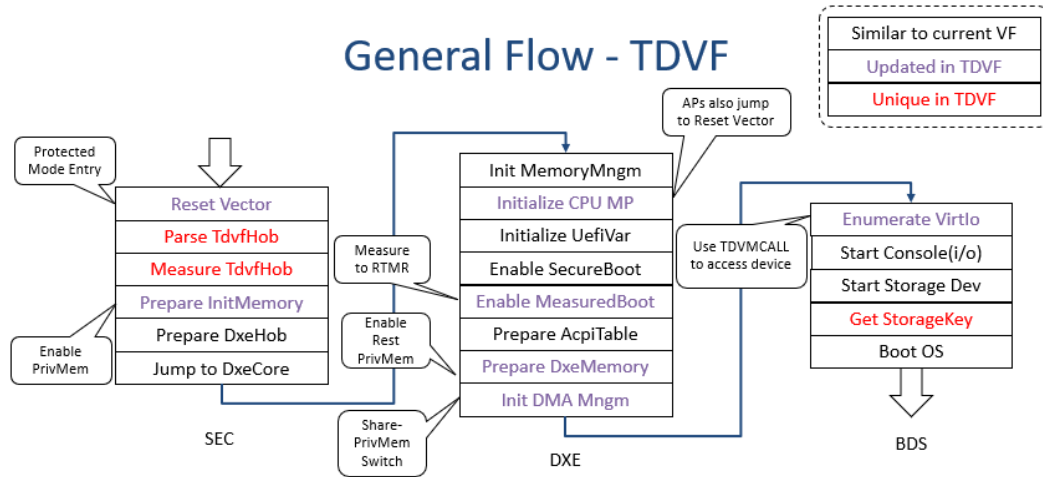 General Flow - TDVF
Similar to current VF
Updated in TDVF
Unique in TDVF
Protected
Mode Entry
Reset Vector
Parse TdvfHob
Measure TdvfHob
Prepare InitMemory
Prepare DxeHob
Jump to DxeCore
Enable
PrivMem
SEC
APs also jump
to Reset Vector
Init MemoryMngm
Initialize CPU MP
Initialize UefiVar
Enable SecureBoot
Enable MeasuredBoot
Prepare AcpiTable
Prepare DxeMemory
Init DMA Mngm
Measure
to RTMR
Enable
Rest
PrivMem
Share-
PrivMem
Switch
DXE
Use TDVMCALL
to access device
Enumerate VirtIo
Start Console(i/o)
Start Storage Dev
Get StorageKey
Boot OS
BDS